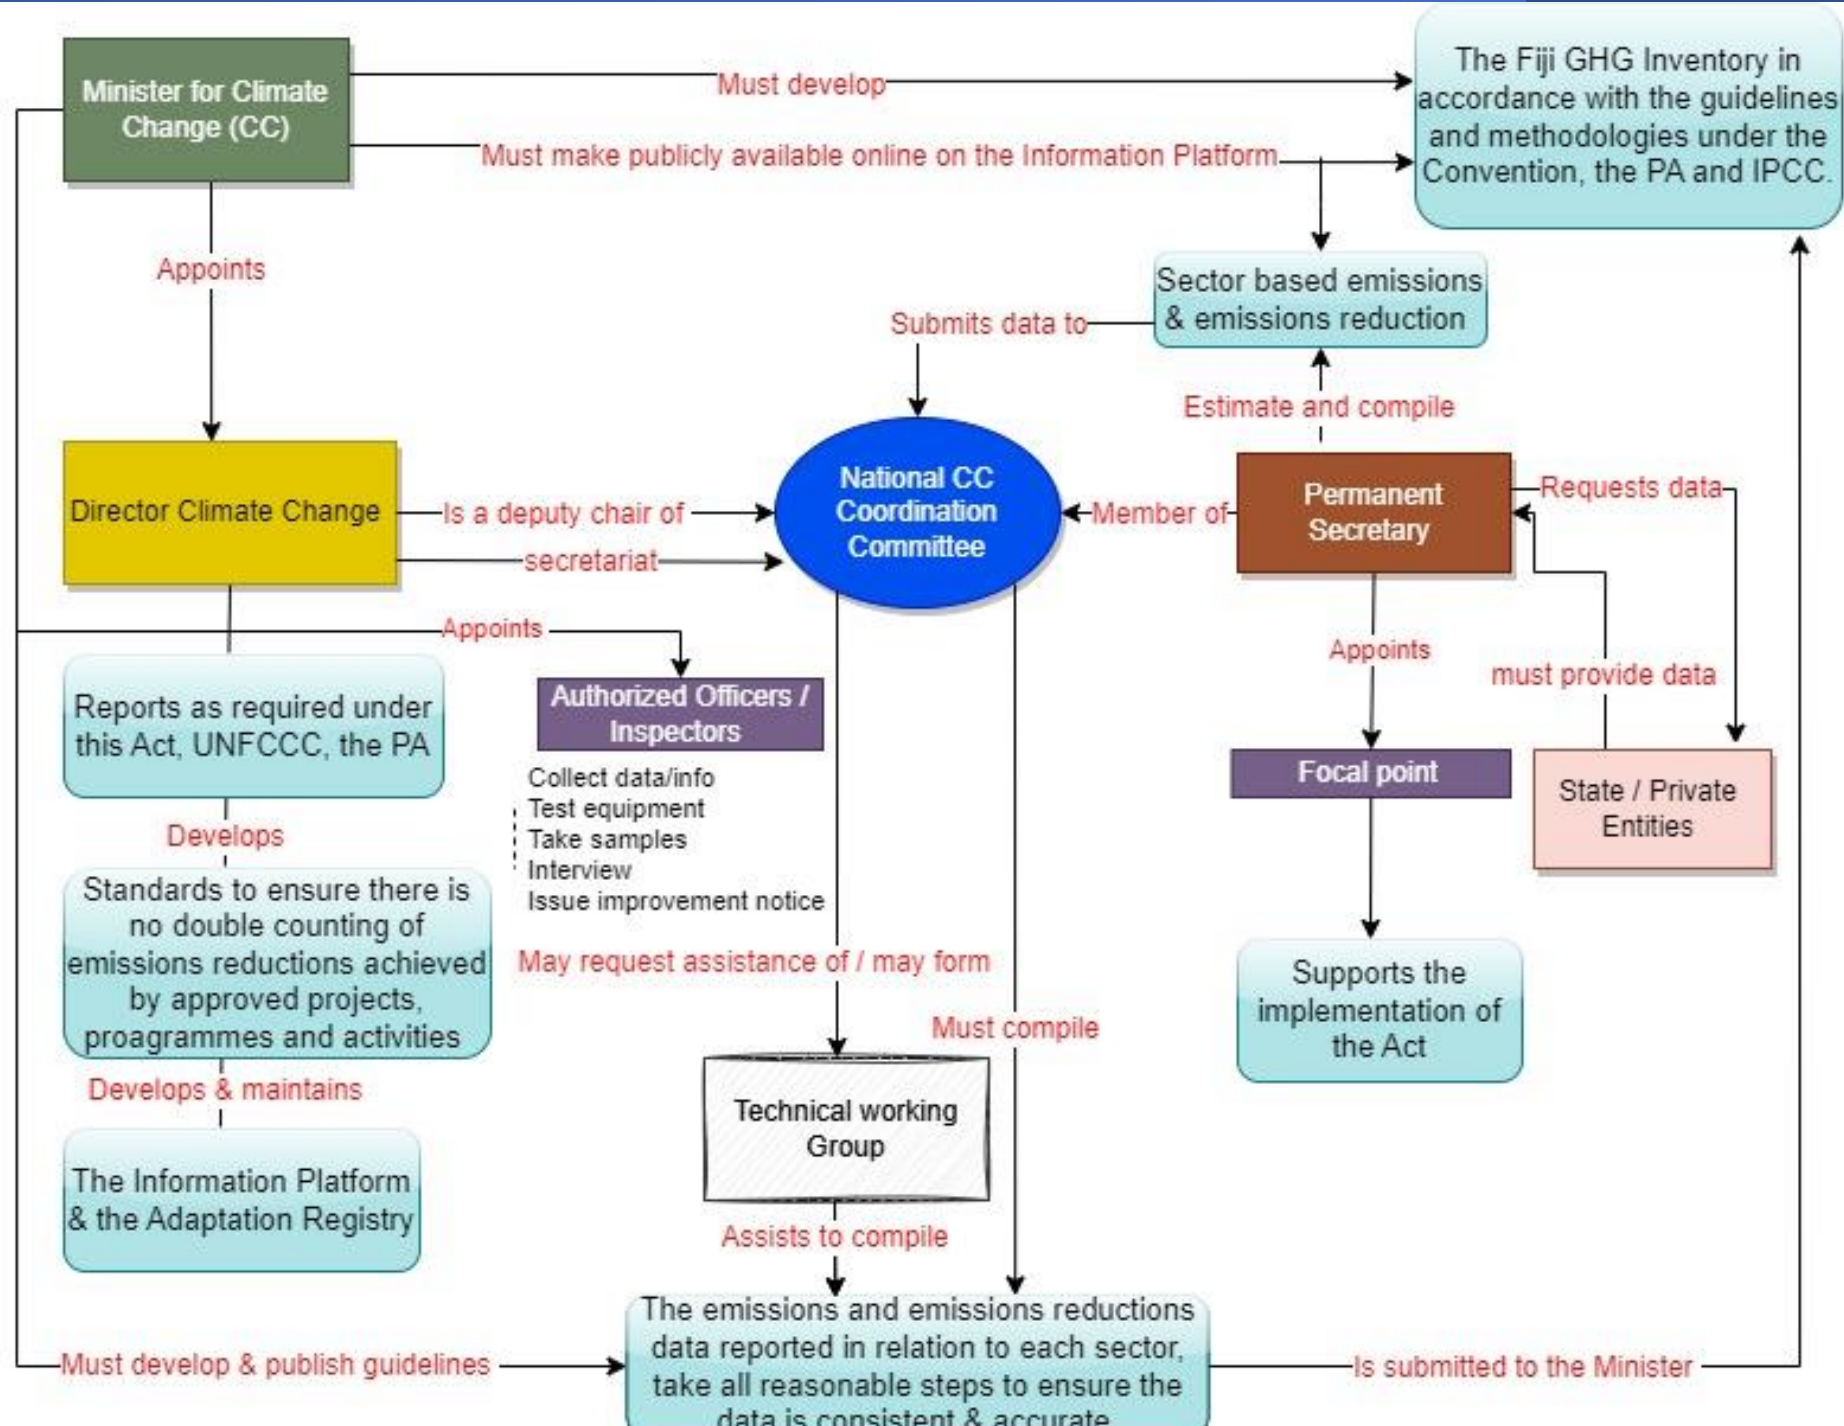 Minister for Climate
Change (CC)
Must develop
The Fiji GHG Inventory in
accordance with the guidelines
and methodologies under the
Convention, the PA and IPCC.
Must make publicly available online on the Information Platform
Appoints
Sector based emissions
& emissions reduction
Submits data to
Estimate and compile
Director Climate Change
Is a deputy chair of
secretariat
National CC
Coordination
Committee
Member of
Permanent
Secretary
Requests data
Appoints
Appoints
must provide data
Reports as required under
this Act, UNFCCC, the PA
Authorized Officers /
Inspectors
Collect data/info
Test equipment
Take samples
Interview
Issue improvement notice
Focal point
State / Private
Entities
Develops
Standards to ensure there is
no double counting of
emissions reductions achieved
by approved projects,
proagrammes and activities
May request assistance of / may form
Must compile
Supports the
implementation of
the Act
Develops & maintains
The Information Platform
& the Adaptation Registry
Technical working
Group
Assists to compile
The emissions and emissions reductions
data reported in relation to each sector,
take all reasonable steps to ensure the
data is consistent & accurate
Must develop & publish guidelines
Is submitted to the Minister